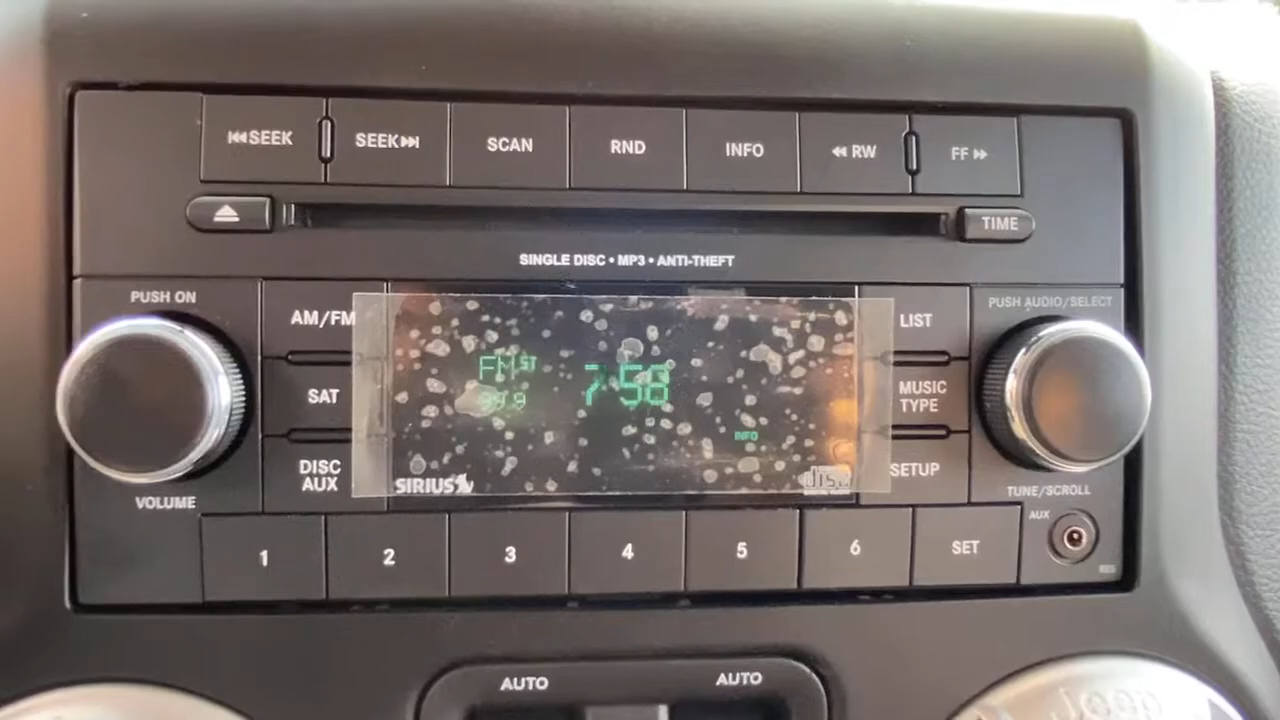 SEEK
SEEK
SCAN
RND
INFO
RW
FF
TIME
SINGLE DISC • MP3 • ANTI-THEFT
PUSH ON
AM/FM
SAT
DISC
AUX
VOLUME
FM ST
99.9
7:58
INFO
SIRIUS
disc
LIST
MUSIC
TYPE
SETUP
PUSH AUDIO/SELECT
TUNE/SCROLL
AUX
1
2
3
4
5
6
SET
AUTO
AUTO
Jeep